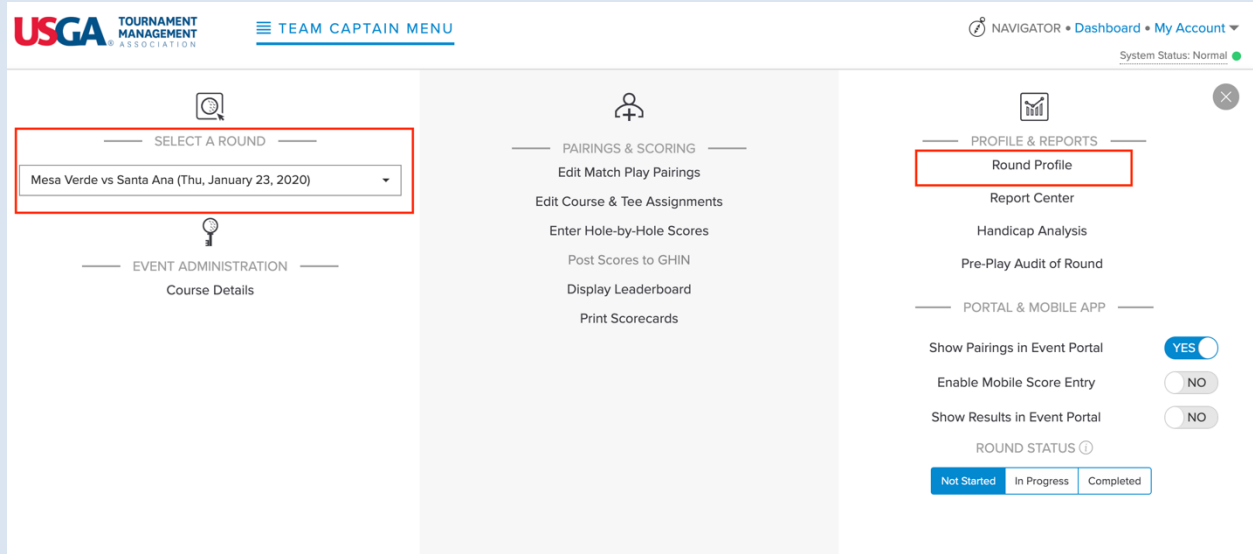 USGA® TOURNAMENT MANAGEMENT ASSOCIATION
TEAM CAPTAIN MENU
NAVIGATOR • Dashboard • My Account
System Status: Normal
SELECT A ROUND
Mesa Verde vs Santa Ana (Thu, January 23, 2020)
EVENT ADMINISTRATION
Course Details
PAIRINGS & SCORING
Edit Match Play Pairings
Edit Course & Tee Assignments
Enter Hole-by-Hole Scores
Post Scores to GHIN
Display Leaderboard
Print Scorecards
PROFILE & REPORTS
Round Profile
Report Center
Handicap Analysis
Pre-Play Audit of Round
PORTAL & MOBILE APP
Show Pairings in Event Portal YES
Enable Mobile Score Entry NO
Show Results in Event Portal NO
ROUND STATUS
Not Started In Progress Completed